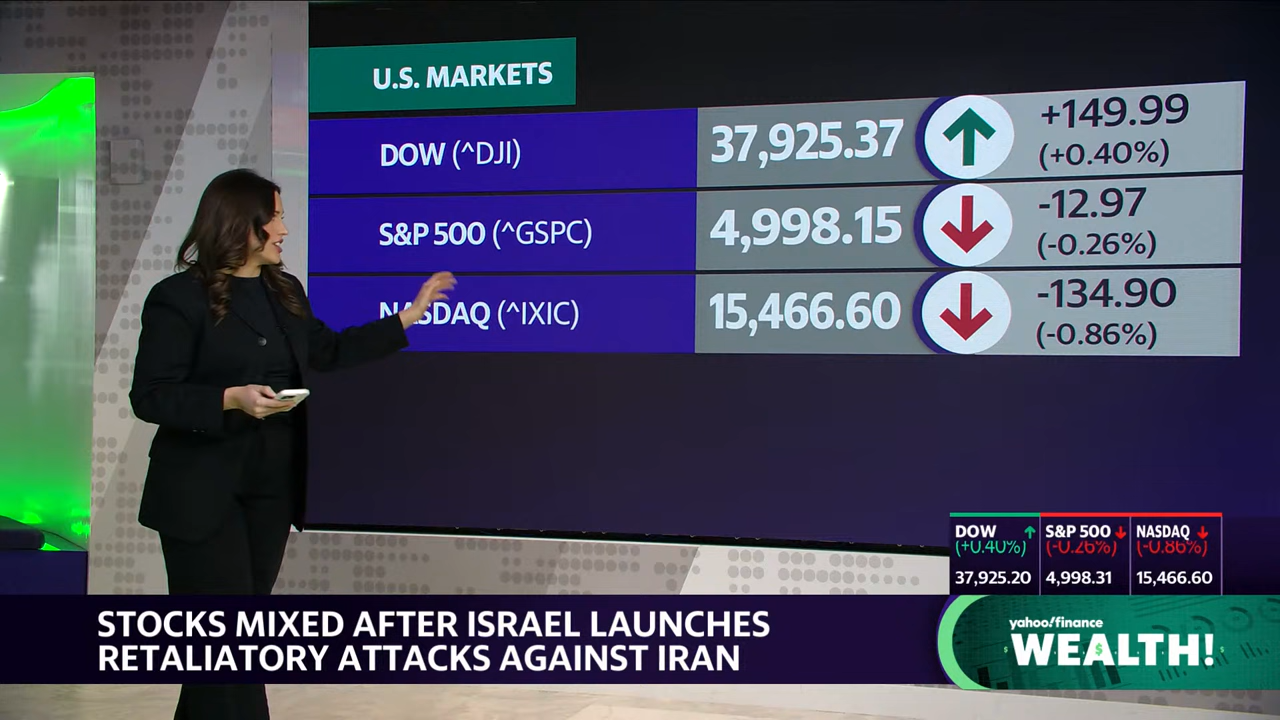 U.S. MARKETS
DOW (^DJI) 37,925.37 +149.99 (+0.40%)
S&P 500 (^GSPC) 4,998.15 -12.97 (-0.26%)
NASDAQ (^IXIC) 15,466.60 -134.90 (-0.86%)
DOW S&P 500 NASDAQ
(+0.40%) (-0.26%) (-0.86%)
37,925.20 4,998.31 15,466.60
STOCKS MIXED AFTER ISRAEL LAUNCHES
RETALIATORY ATTACKS AGAINST IRAN
yahoo!finance
WEALTH!